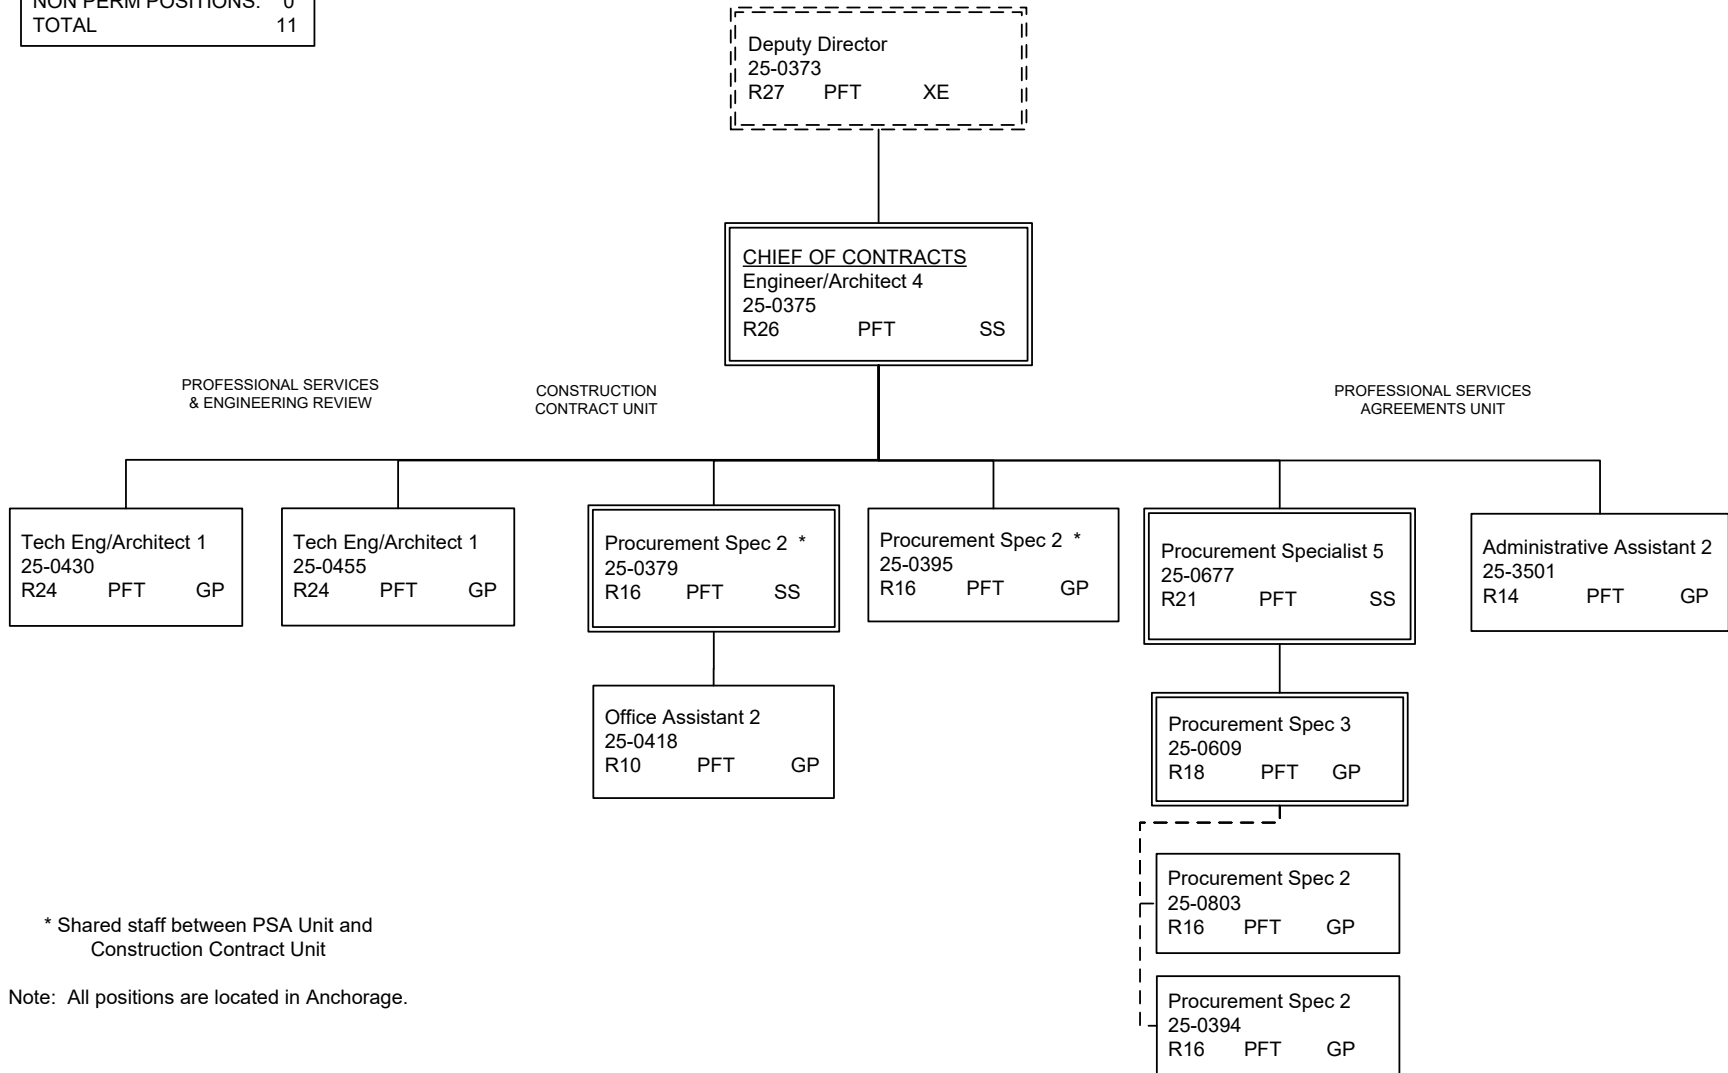 NON PERM POSITIONS: 0
TOTAL 11
Deputy Director
25-0373
R27 PFT XE
CHIEF OF CONTRACTS
Engineer/Architect 4
25-0375
R26 PFT SS
PROFESSIONAL SERVICES
& ENGINEERING REVIEW
CONSTRUCTION
CONTRACT UNIT
PROFESSIONAL SERVICES
AGREEMENTS UNIT
Tech Eng/Architect 1
25-0430
R24 PFT GP
Tech Eng/Architect 1
25-0455
R24 PFT GP
Procurement Spec 2 *
25-0379
R16 PFT SS
Procurement Spec 2 *
25-0395
R16 PFT GP
Procurement Specialist 5
25-0677
R21 PFT SS
Administrative Assistant 2
25-3501
R14 PFT GP
Office Assistant 2
25-0418
R10 PFT GP
Procurement Spec 3
25-0609
R18 PFT GP
Procurement Spec 2
25-0803
R16 PFT GP
Procurement Spec 2
25-0394
R16 PFT GP
* Shared staff between PSA Unit and
Construction Contract Unit
Note: All positions are located in Anchorage.